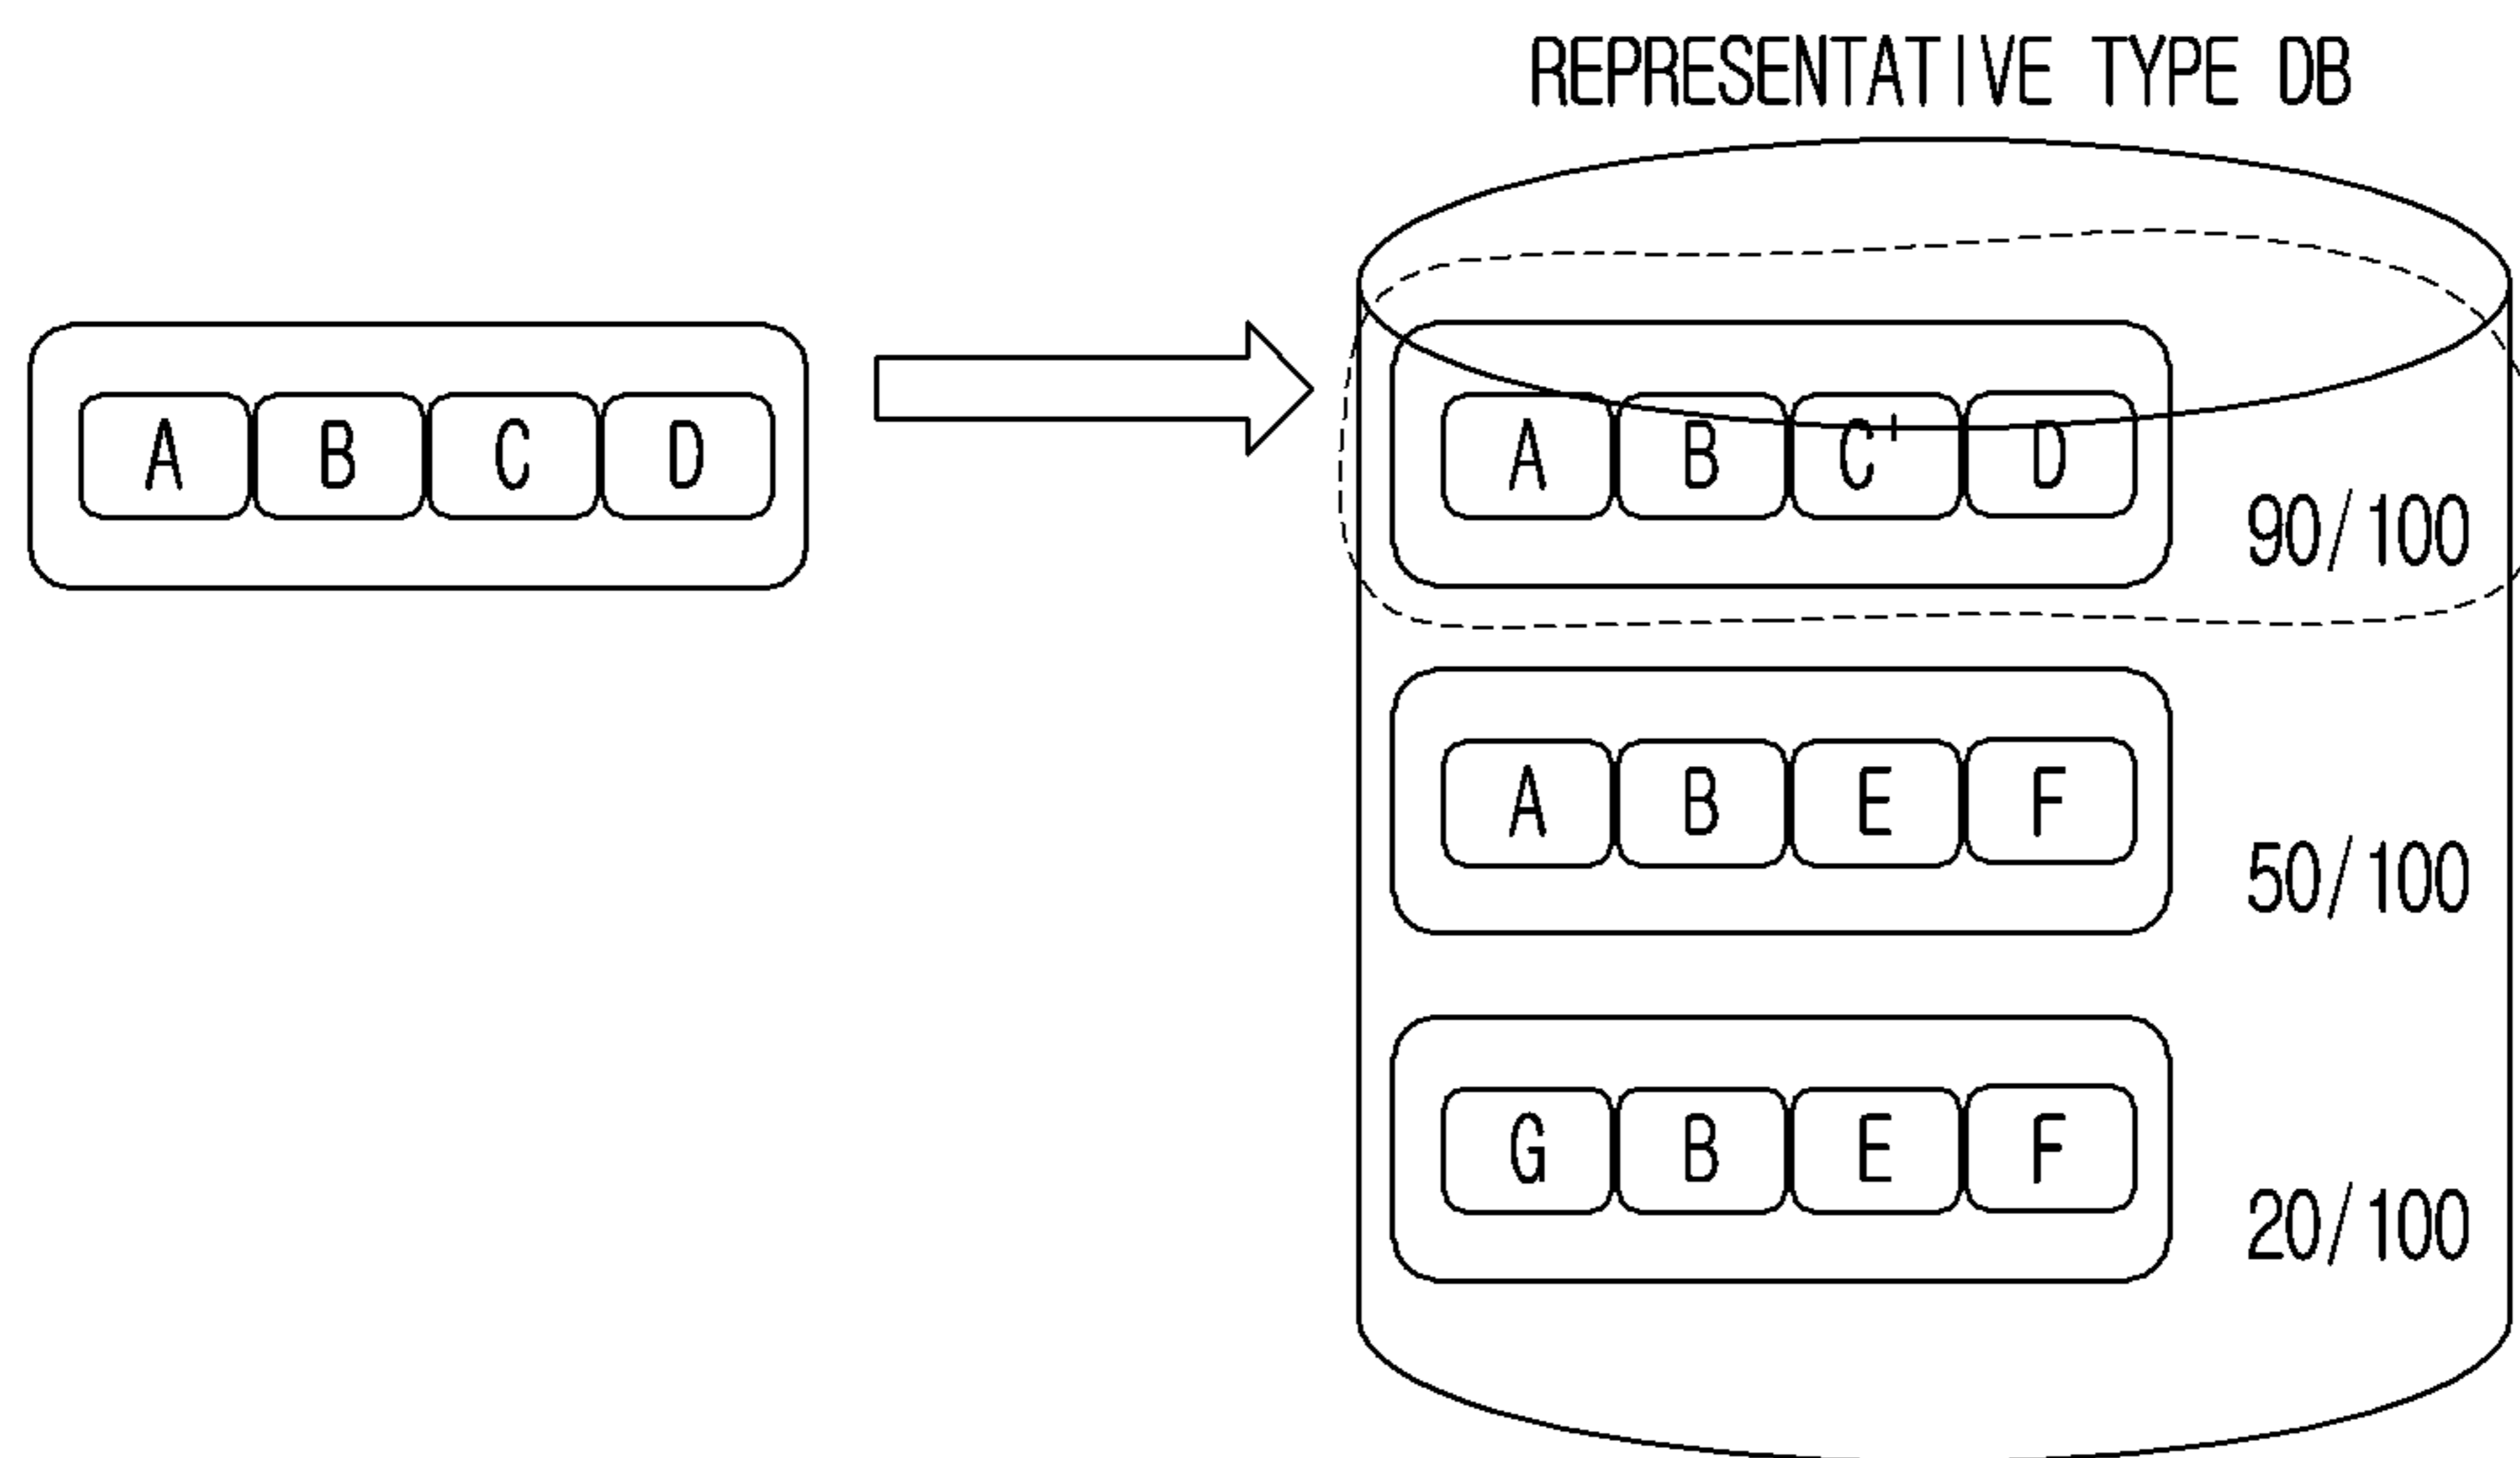 REPRESENTATIVE TYPE DB
A B C D
A B C' D
90/100
A B E F
50/100
G B E F
20/100